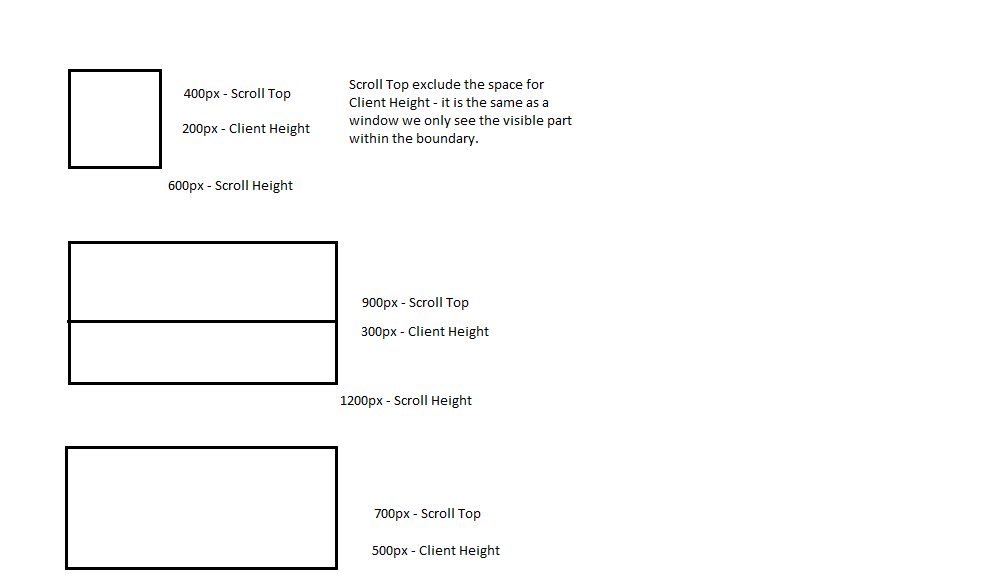 400px - Scroll Top
200px - Client Height
600px - Scroll Height
Scroll Top exclude the space for
Client Height - it is the same as a
window we only see the visible part
within the boundary.
900px - Scroll Top
300px - Client Height
1200px - Scroll Height
700px - Scroll Top
500px - Client Height